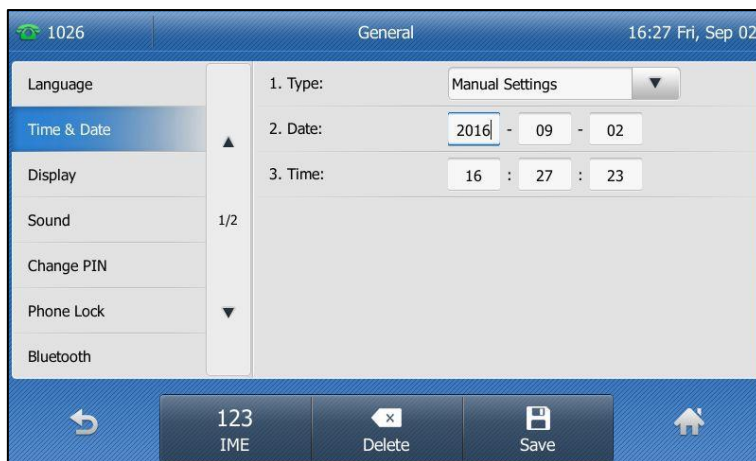 1026 General 16:27 Fri, Sep 02
Language
Time & Date
Display
Sound
Change PIN
Phone Lock
Bluetooth
1/2
1. Type: Manual Settings
2. Date: 2016 - 09 - 02
3. Time: 16 : 27 : 23
123
IME
Delete
Save